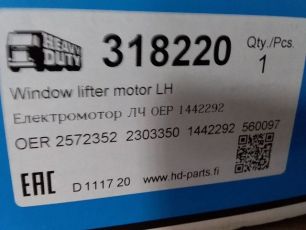 HEAVY DUTY 318220 Qty./Pcs.
1
Window lifter motor LH
Електромотор ЛЧ ОЕР 1442292
OER 2572352 2303350 1442292 560097
EAC D1117.20 www.hd-parts.fi